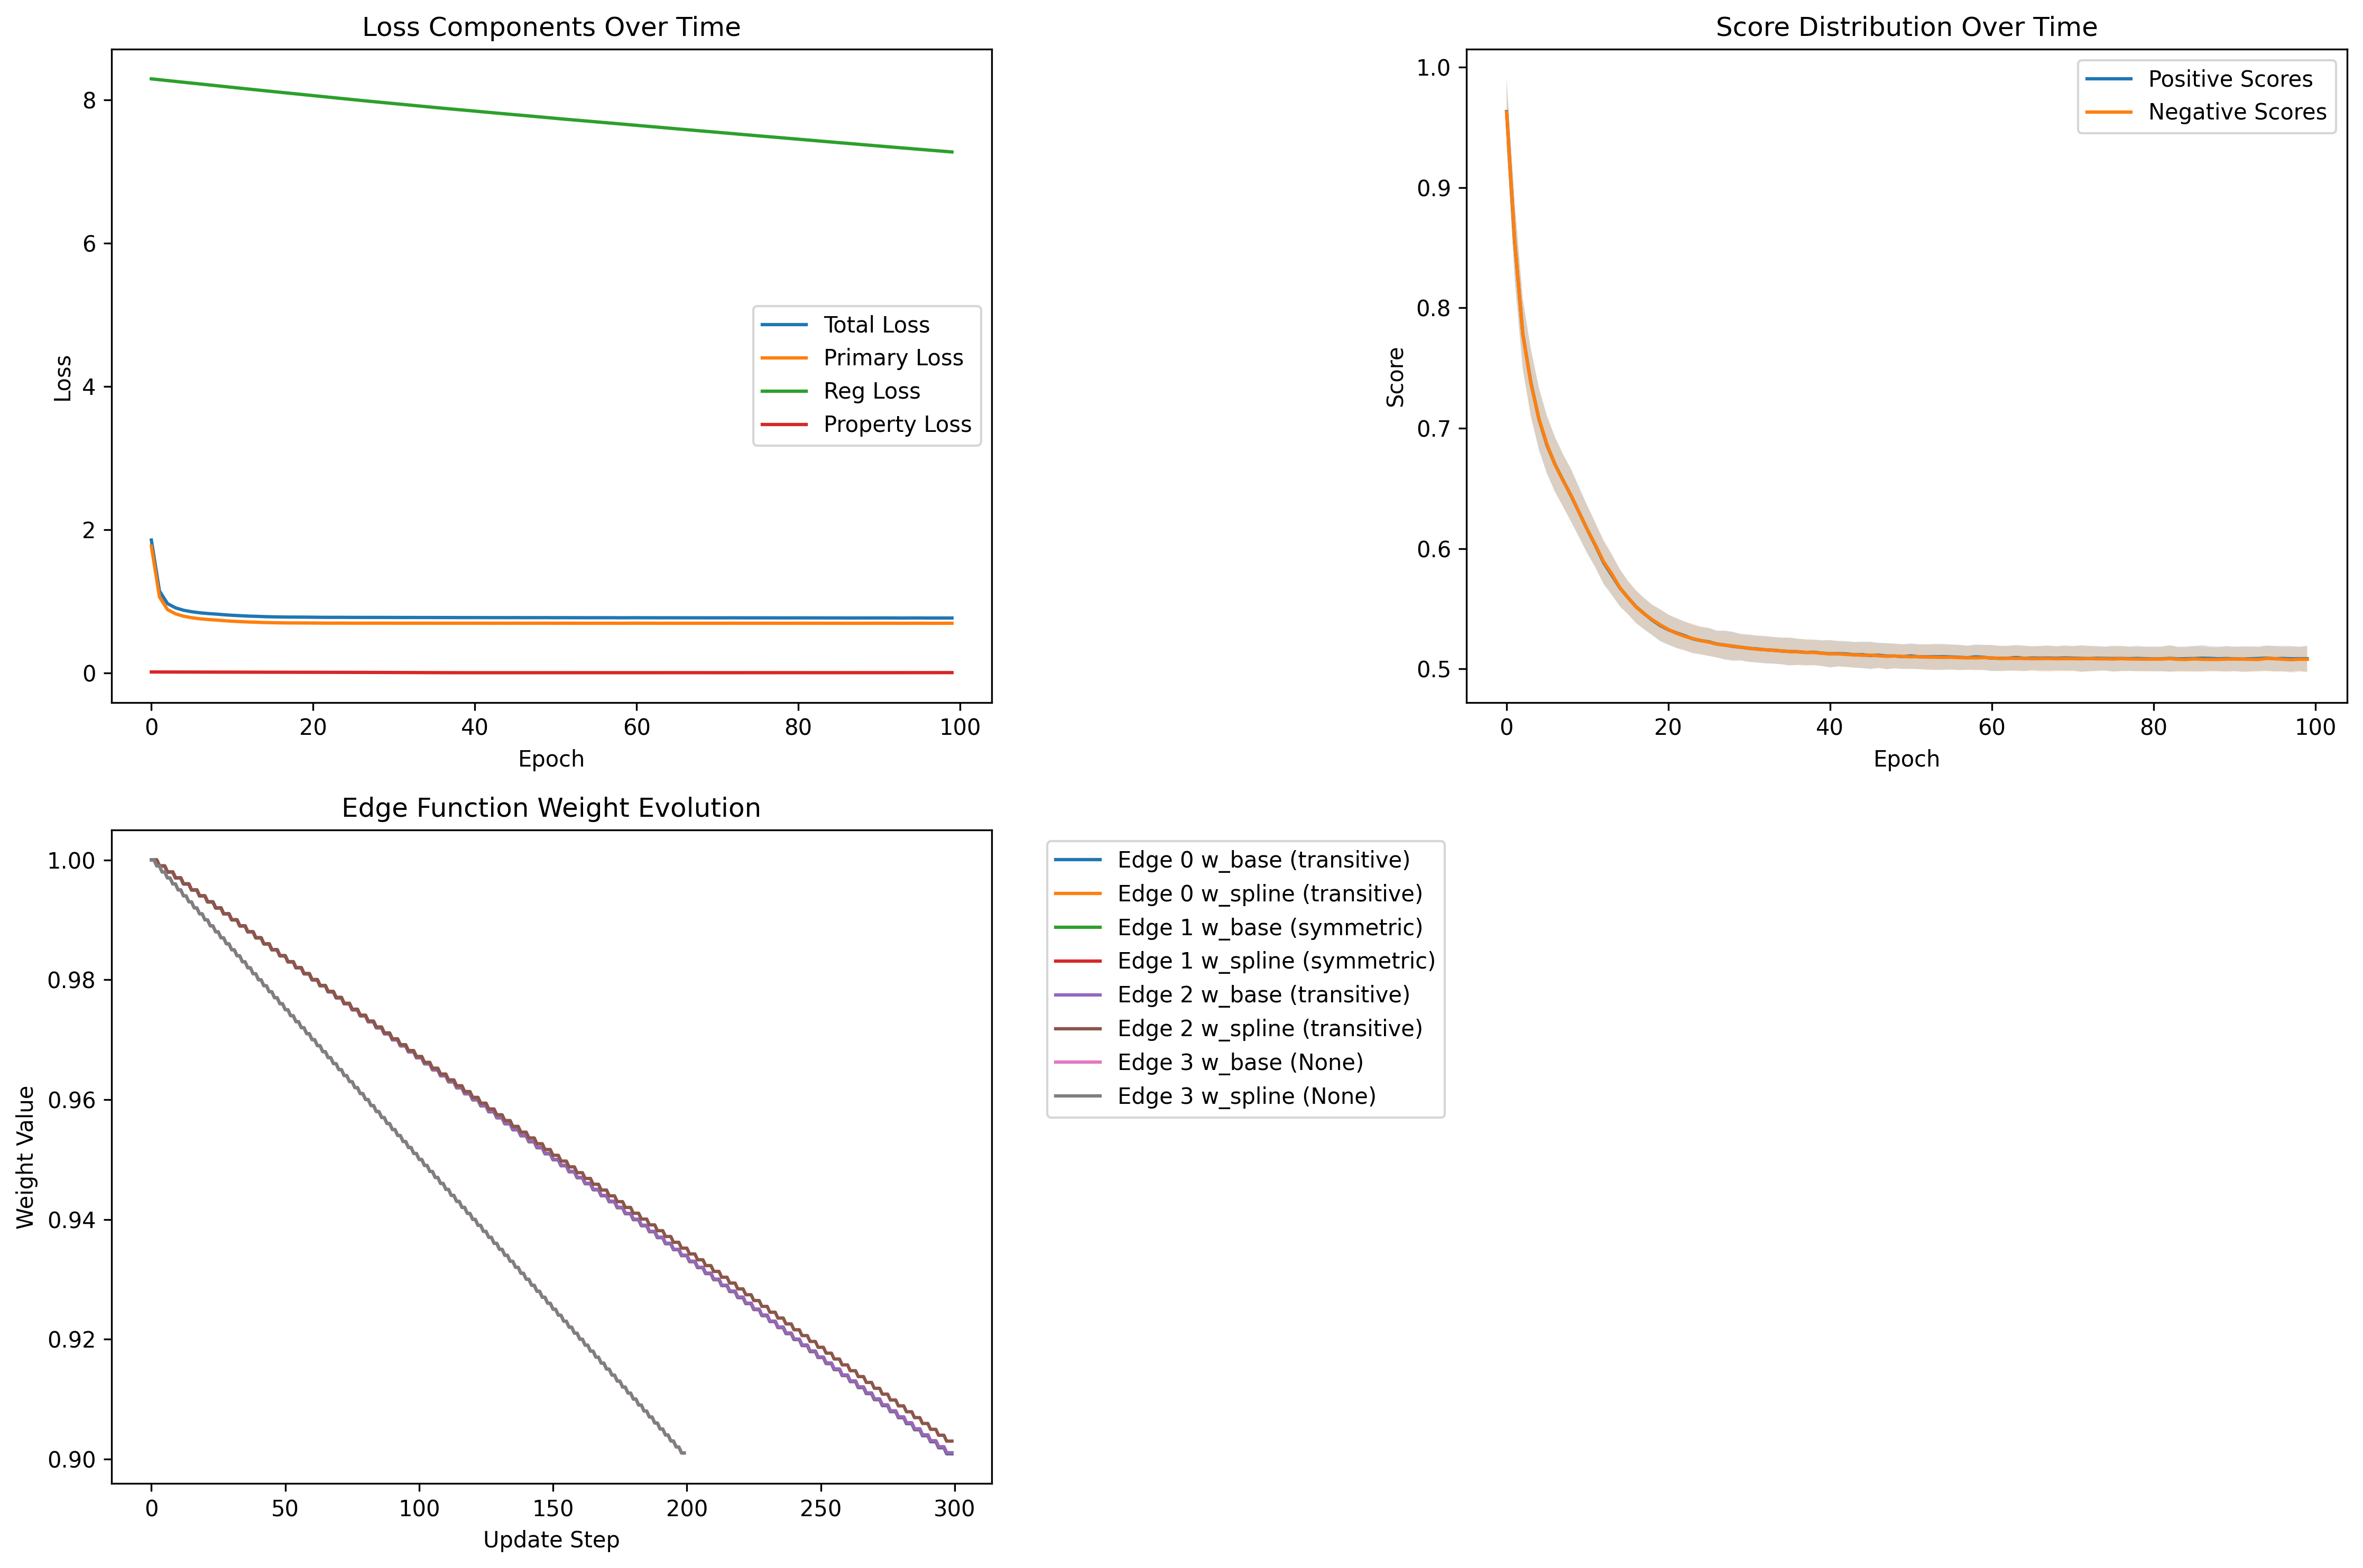 Loss Components Over Time
8
6
4
2
0
Loss
0 20 40 60 80 100
Epoch
Total Loss
Primary Loss
Reg Loss
Property Loss
Score Distribution Over Time
1.0
0.9
0.8
0.7
0.6
0.5
Score
0 20 40 60 80 100
Epoch
Positive Scores
Negative Scores
Edge Function Weight Evolution
1.00
0.98
0.96
0.94
0.92
0.90
Weight Value
0 50 100 150 200 250 300
Update Step
Edge 0 w_base (transitive)
Edge 0 w_spline (transitive)
Edge 1 w_base (symmetric)
Edge 1 w_spline (symmetric)
Edge 2 w_base (transitive)
Edge 2 w_spline (transitive)
Edge 3 w_base (None)
Edge 3 w_spline (None)